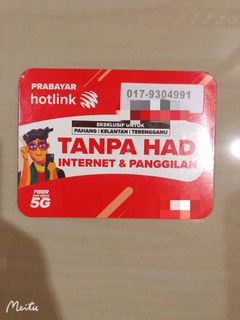 PRABAYAR
hotlink
017-9304991
EKSKLUSIF UNTUK
PAHANG | KELANTAN | TERENGGANU
TANPA HAD
INTERNET & PANGGILAN
FIBER
5G
Meitu